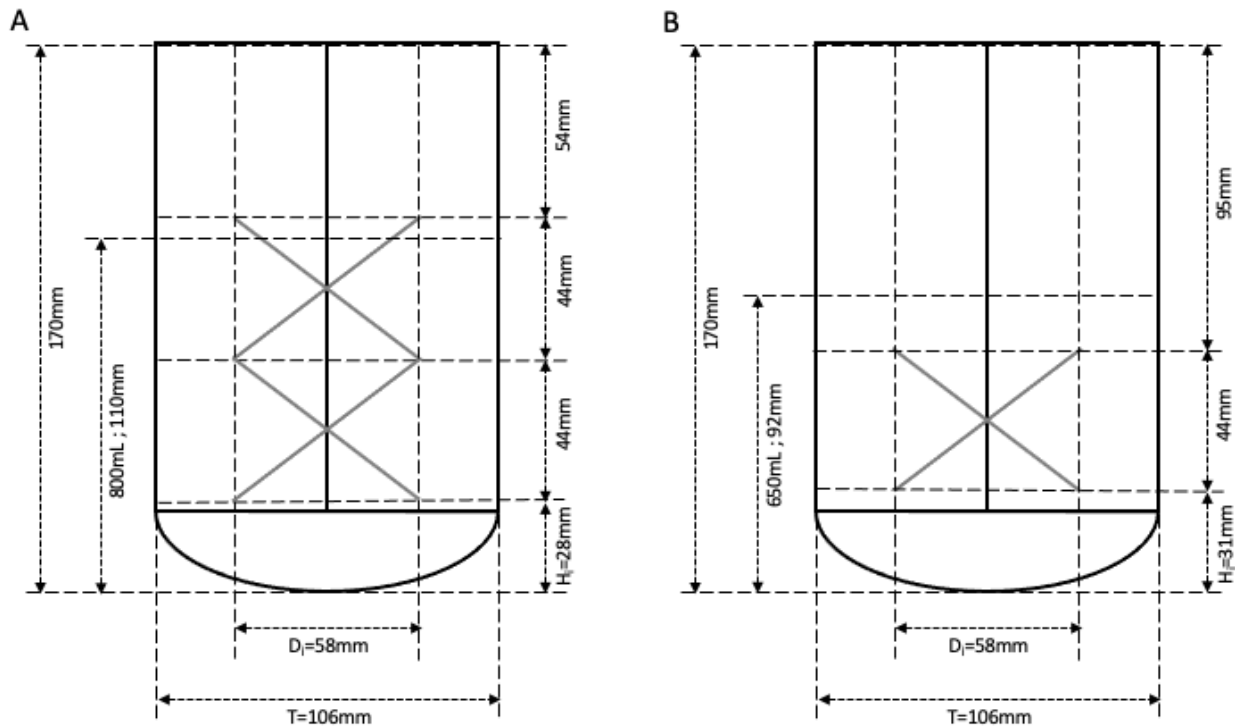 A
170mm
800mL ; 110mm
54mm
44mm
44mm
Hᵢ=28mm
Dᵢ=58mm
T=106mm
B
170mm
650mL ; 92mm
95mm
44mm
Hᵢ=31mm
Dᵢ=58mm
T=106mm